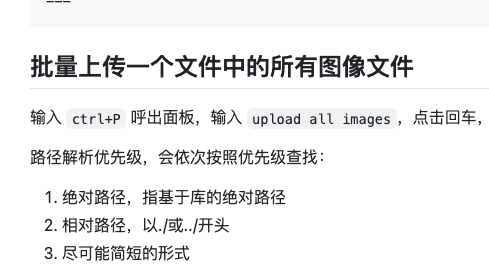 批量上传一个文件中的所有图像文件
输入 ctrl+P 呼出面板，输入 upload all images，点击回车，
路径解析优先级，会依次按照优先级查找：
1. 绝对路径，指基于库的绝对路径
2. 相对路径，以./或../开头
3. 尽可能简短的形式